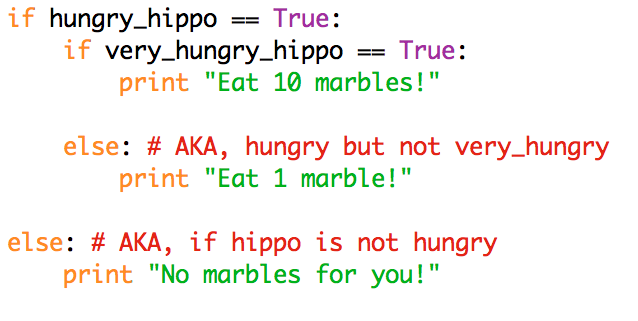 if hungry_hippo == True:
    if very_hungry_hippo == True:
        print "Eat 10 marbles!"
    else: # AKA, hungry but not very_hungry
        print "Eat 1 marble!"
else: # AKA, if hippo is not hungry
    print "No marbles for you!"